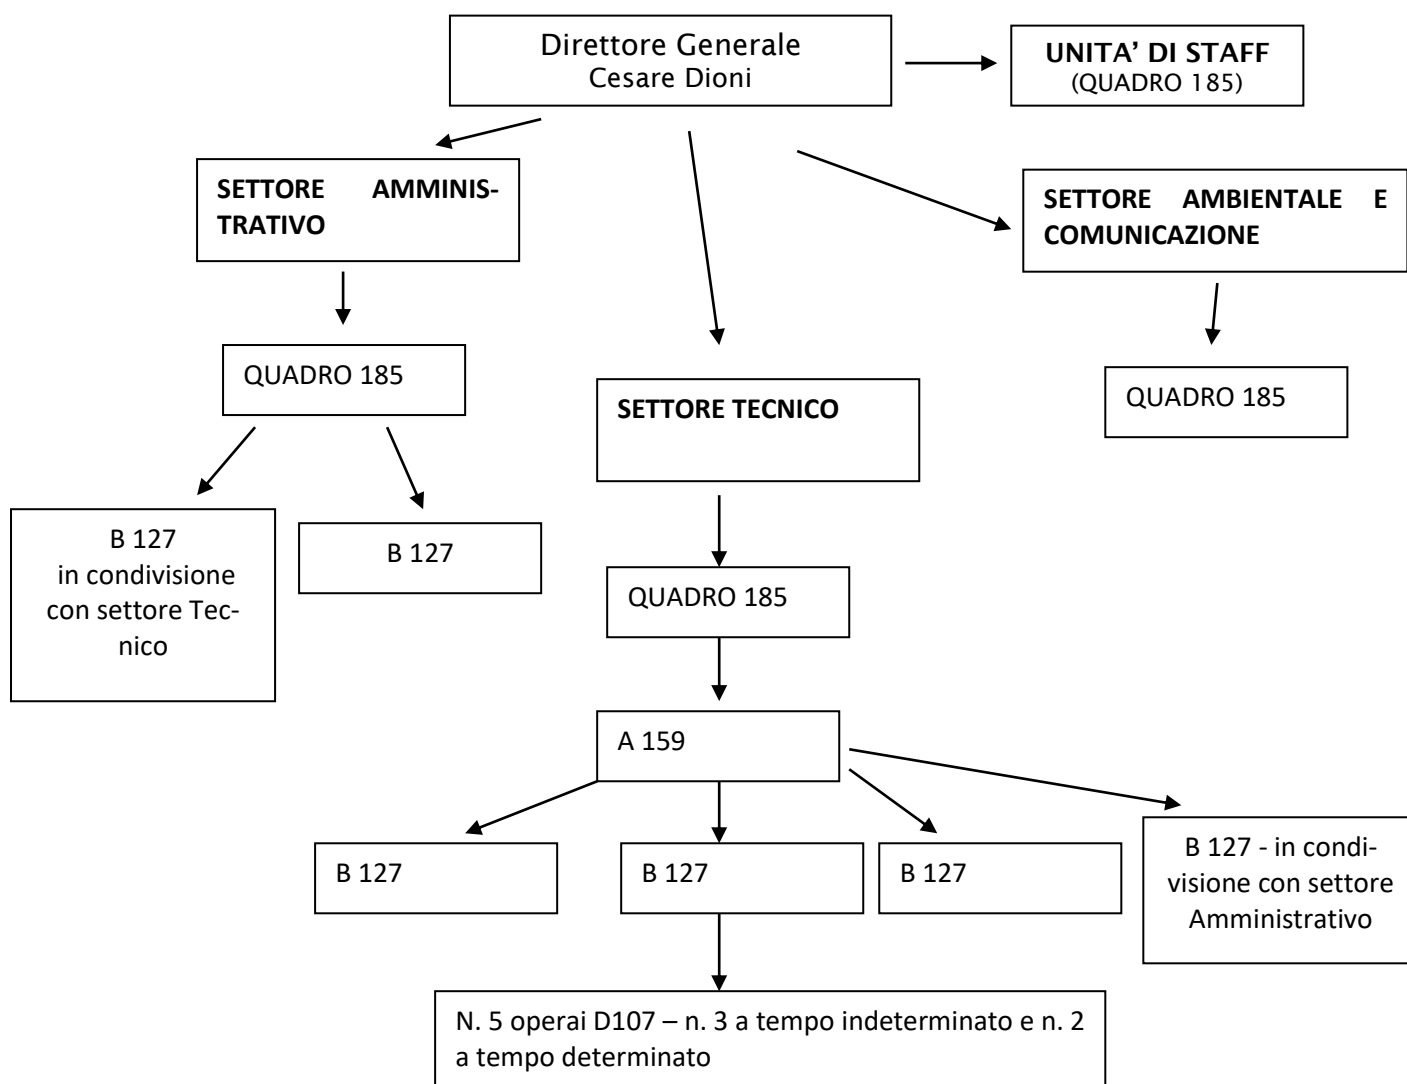 Direttore Generale
Cesare Dioni
UNITA’ DI STAFF
(QUADRO 185)
SETTORE AMMINIS-
TRATIVO
SETTORE AMBIENTALE E
COMUNICAZIONE
QUADRO 185
SETTORE TECNICO
QUADRO 185
B 127
in condivisione
con settore Tec-
nico
B 127
QUADRO 185
A 159
B 127
B 127
B 127
B 127 - in condi-
visione con settore
Amministrativo
N. 5 operai D107 – n. 3 a tempo indeterminato e n. 2
a tempo determinato